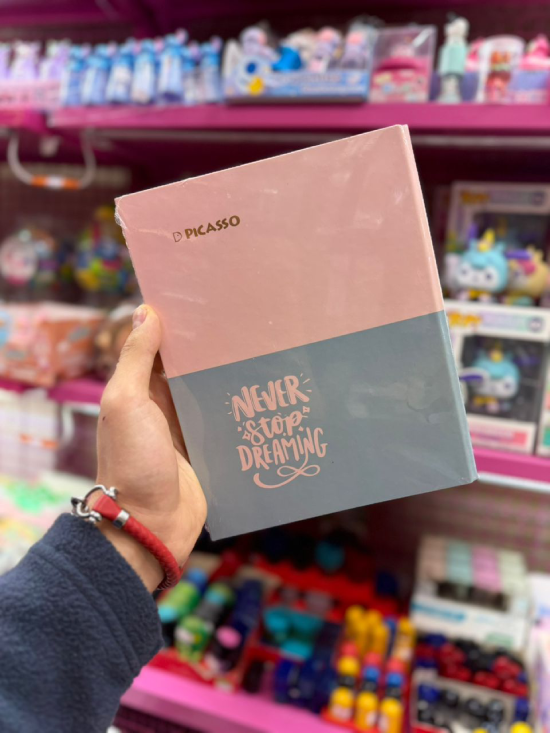 PICASSO
NEVER
Stop
DREAMING